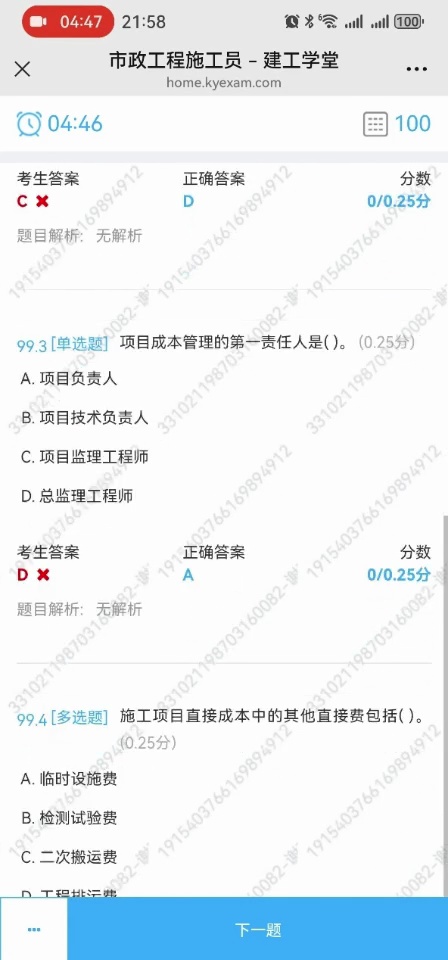 04:47 21:58 6 100
市政工程施工员 – 建工学堂
home.kyexam.com
04:46 100
考生答案 正确答案 分数
C D 0/0.25分
题目解析: 无解析
99.3 [单选题] 项目成本管理的第一责任人是( )。 (0.25分)
A. 项目负责人
B. 项目技术负责人
C. 项目监理工程师
D. 总监理工程师
考生答案 正确答案 分数
D A 0/0.25分
题目解析: 无解析
99.4 [多选题] 施工项目直接成本中的其他直接费包括( )。
(0.25分)
A. 临时设施费
B. 检测试验费
C. 二次搬运费
D. 工程排污费
下一题